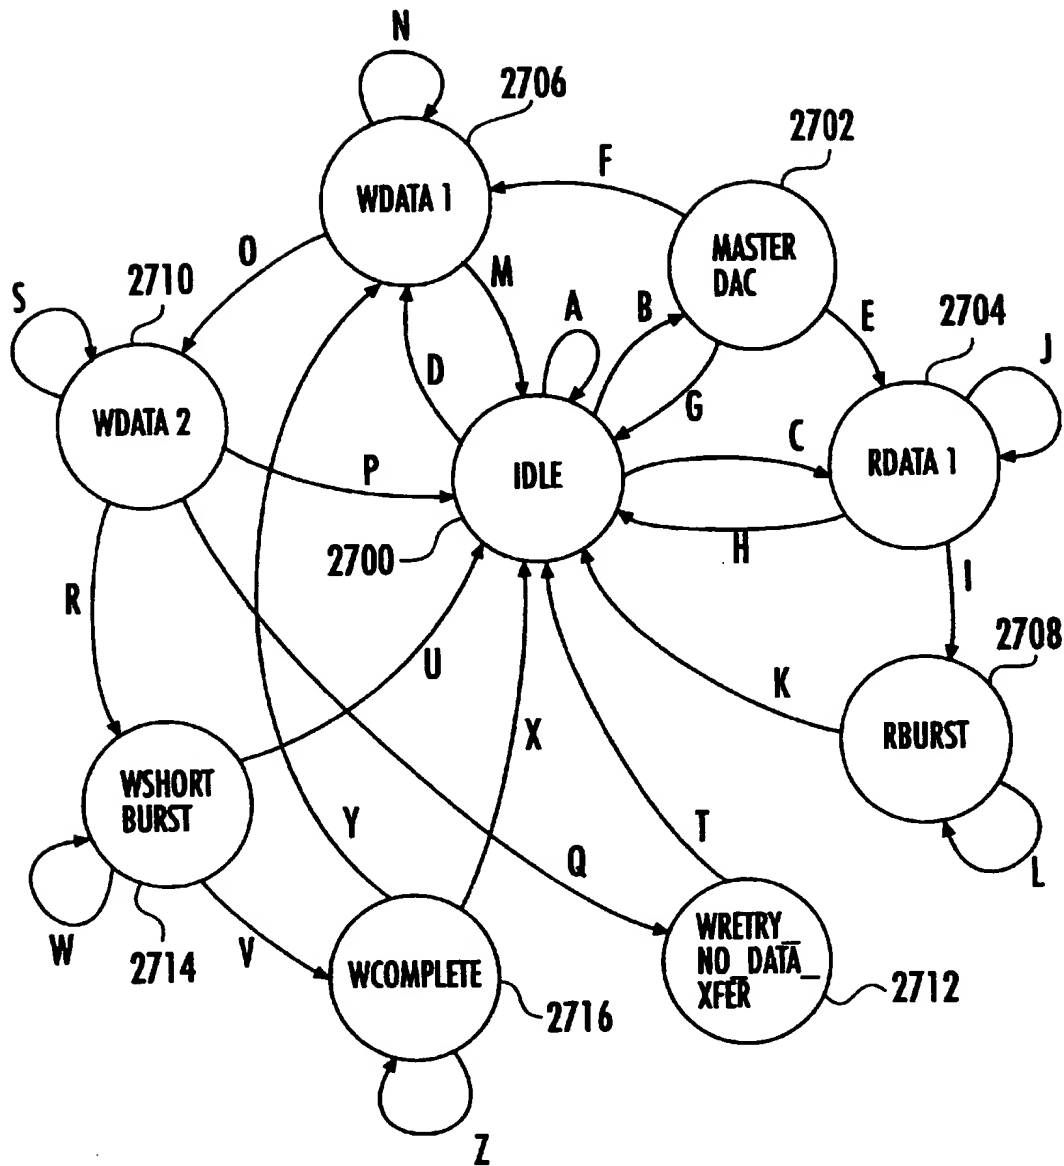 N
2706
2702
F
WDATA 1
MASTER
DAC
O
M
2710
S
A
B
E
2704
J
D
G
WDATA 2
C
P
IDLE
RDATA 1
2700
H
I
R
2708
U
K
X
RBURST
WSHORT
BURST
Y
T
Q
L
W
V
2714
WCOMPLETE
WRETRY_
NO_DATA_
XFER
2712
2716
Z